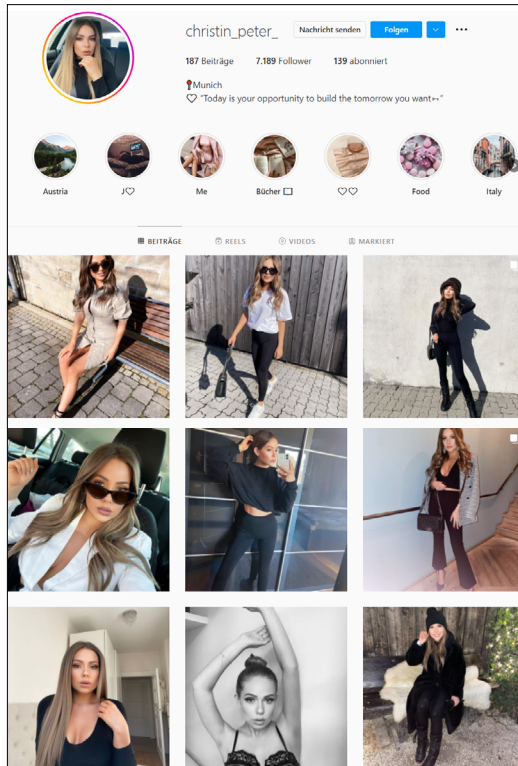 christin_peter_ Nachricht senden Folgen
187 Beiträge 7.189 Follower 139 abonniert
Munich
"Today is your opportunity to build the tomorrow you want"
Austria J♡ Me Bücher ♡♡ Food Italy
BEITRÄGE REELS VIDEOS MARKIERT